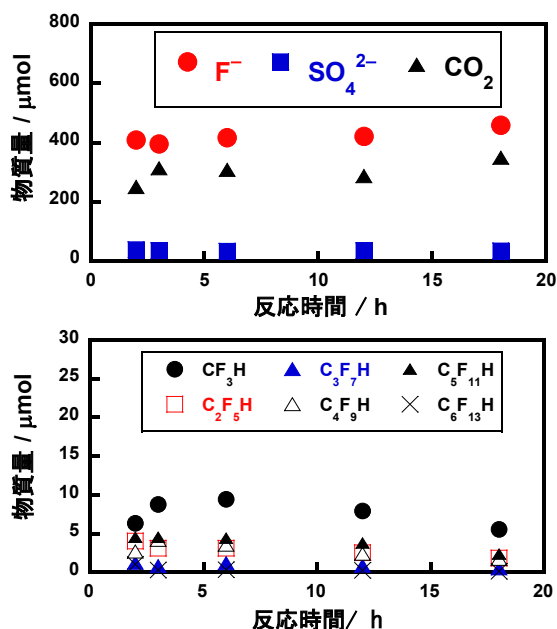 800
600
400
200
0
物質量 / μmol
F⁻ SO₄²⁻ CO₂
0 5 10 15 20
反応時間 / h
30
25
20
15
10
5
0
物質量 / μmol
CF₃H C₃F₇H C₅F₁₁H
C₂F₅H C₄F₉H C₆F₁₃H
0 5 10 15 20
反応時間/ h